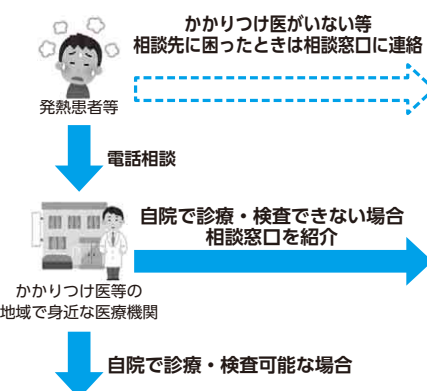 かかりつけ医がいない等
相談先に困ったときは相談窓口に連絡
発熱患者等
電話相談
自院で診療・検査できない場合
相談窓口を紹介
かかりつけ医等の
地域で身近な医療機関
自院で診療・検査可能な場合